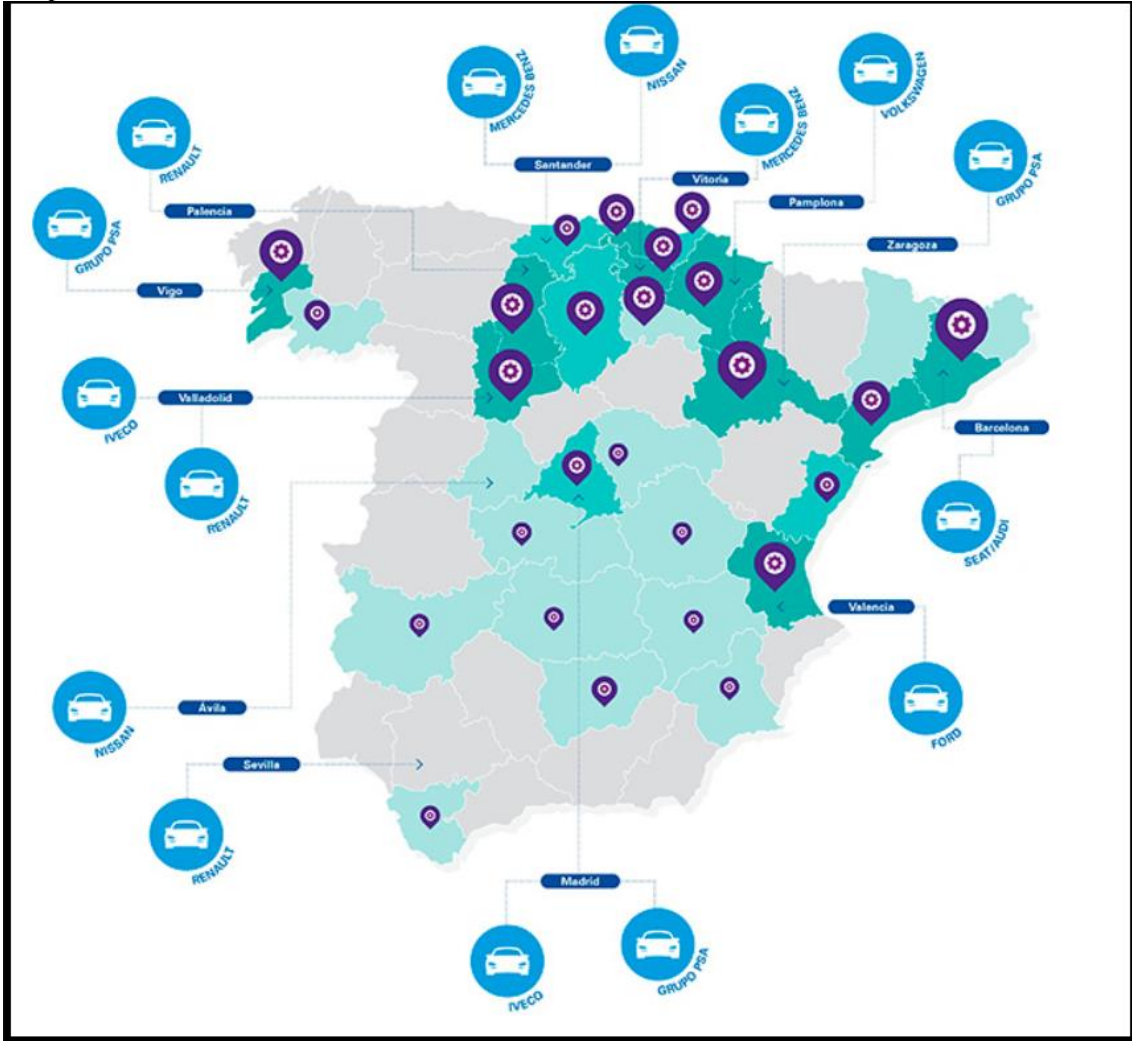 NISSAN
MERCEDES BENZ
VOLKSWAGEN
RENAULT
MERCEDES BENZ
GRUPO PSA
Santander
Vitoria
GRUPO PSA
Palencia
Pamplona
Zaragoza
Vigo
Valladolid
IVECO
Barcelona
RENAULT
SEAT/AUDI
Valencia
NISSAN
Ávila
FORD
Sevilla
RENAULT
Madrid
IVECO
GRUPO PSA